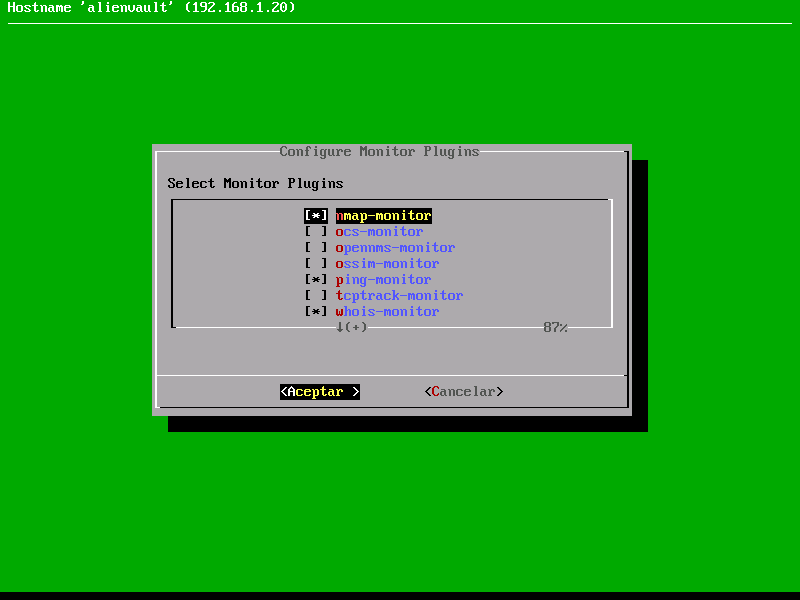 Hostname 'alienvault' (192.168.1.20)
Configure Monitor Plugins
Select Monitor Plugins
[*] nmap-monitor
[ ] ocs-monitor
[ ] opennms-monitor
[ ] ossim-monitor
[*] ping-monitor
[ ] tcptrack-monitor
[*] whois-monitor
↓(+) 87%
<Aceptar > <Cancelar>